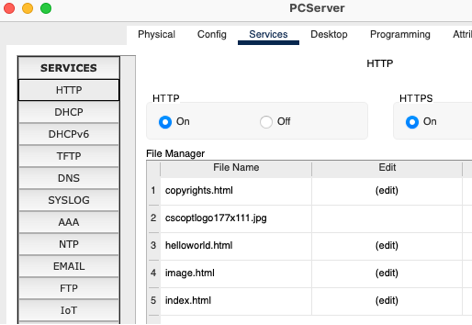 PCServer
Physical Config Services Desktop Programming Attri
SERVICES
HTTP
DHCP
DHCPv6
TFTP
DNS
SYSLOG
AAA
NTP
EMAIL
FTP
IoT
HTTP
HTTP
On Off
HTTPS
On
File Manager
File Name Edit
1 copyrights.html (edit)
2 cscoptlogo177x111.jpg
3 helloworld.html (edit)
4 image.html (edit)
5 index.html (edit)